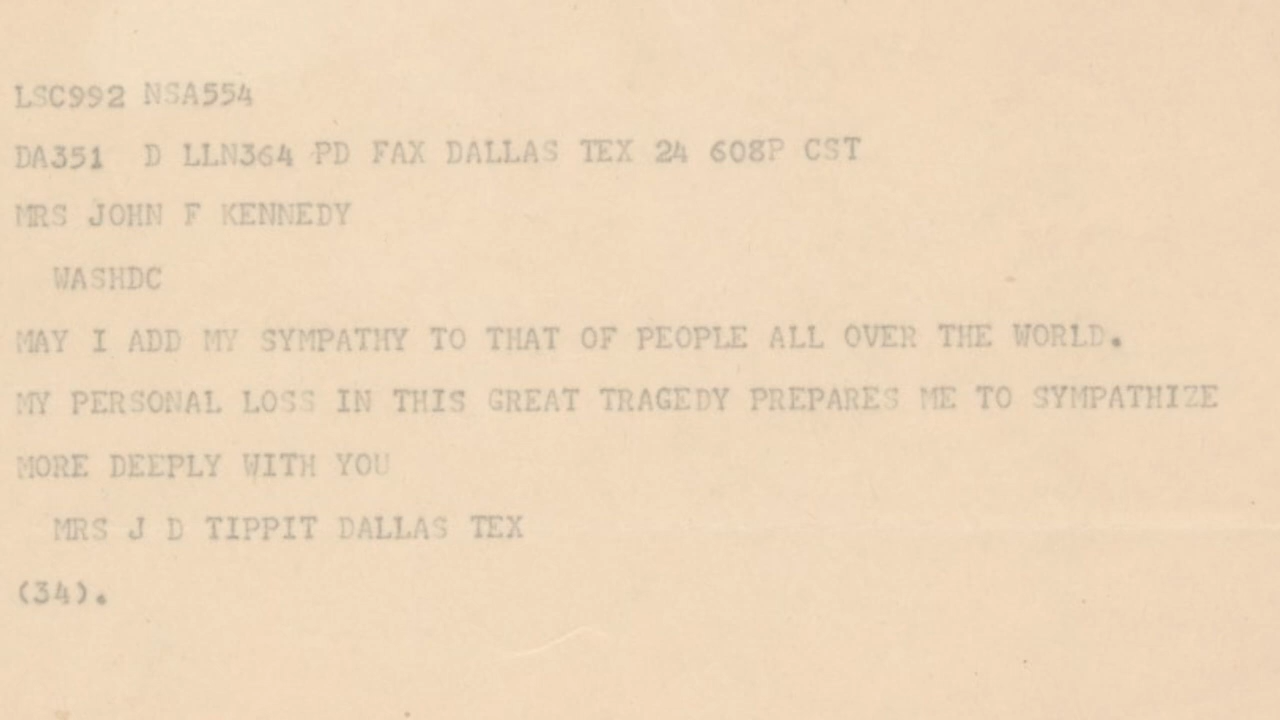 LSC992 NSA554
DA351 D LLN364 PD FAX DALLAS TEX 24 608P CST
MRS JOHN F KENNEDY
WASHDC
MAY I ADD MY SYMPATHY TO THAT OF PEOPLE ALL OVER THE WORLD.
MY PERSONAL LOSS IN THIS GREAT TRAGEDY PREPARES ME TO SYMPATHIZE
MORE DEEPLY WITH YOU
MRS J D TIPPIT DALLAS TEX
(34).